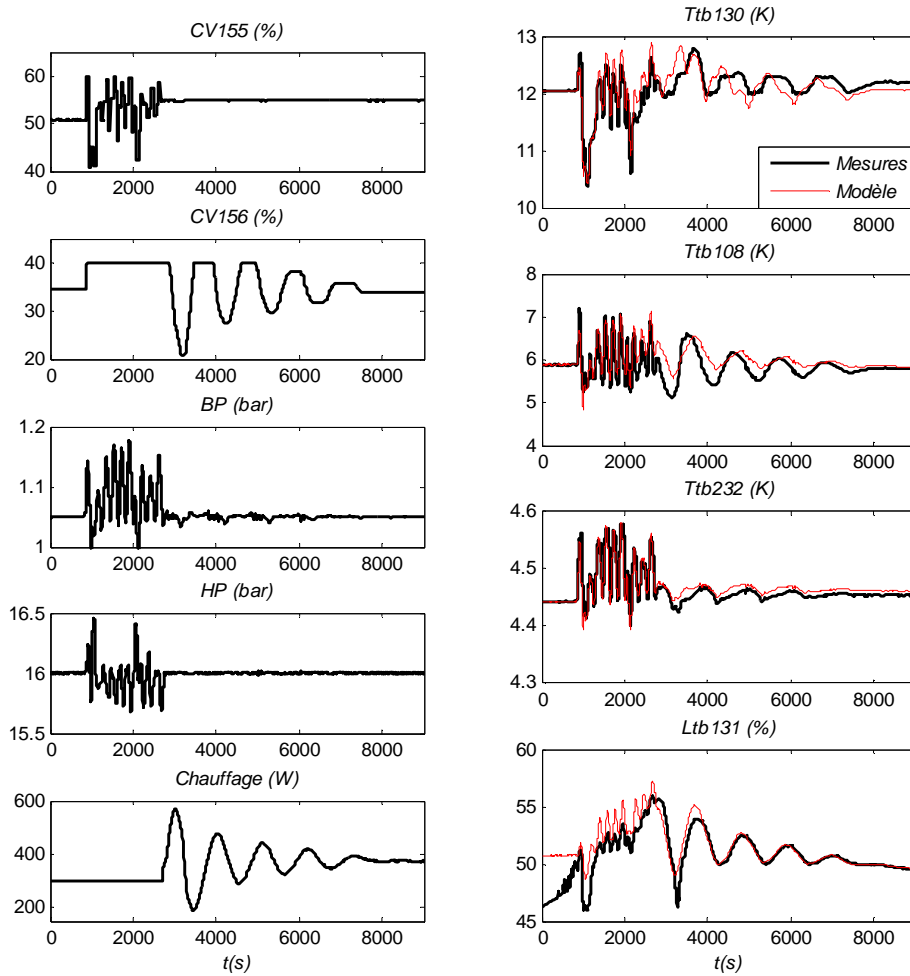 CV155 (%)
60
50
40
0 2000 4000 6000 8000
CV156 (%)
40
30
20
0 2000 4000 6000 8000
BP (bar)
1.2
1.1
1
0 2000 4000 6000 8000
HP (bar)
16.5
16
15.5
0 2000 4000 6000 8000
Chauffage (W)
600
400
200
0 2000 4000 6000 8000
t(s)
Ttb130 (K)
13
12
11
10
Mesures
Modèle
0 2000 4000 6000 8000
Ttb108 (K)
8
7
6
5
4
0 2000 4000 6000 8000
Ttb232 (K)
4.6
4.5
4.4
4.3
0 2000 4000 6000 8000
Ltb131 (%)
60
55
50
45
0 2000 4000 6000 8000
t(s)